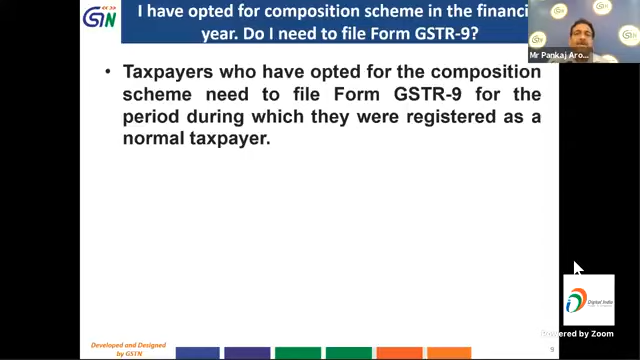 GSTN
I have opted for composition scheme in the financi
year. Do I need to file Form GSTR-9?
Mr Pankaj Aro...
• Taxpayers who have opted for the composition
scheme need to file Form GSTR-9 for the
period during which they were registered as a
normal taxpayer.
Digital India
Powered by Zoom
Developed and Designed
by GSTN
9